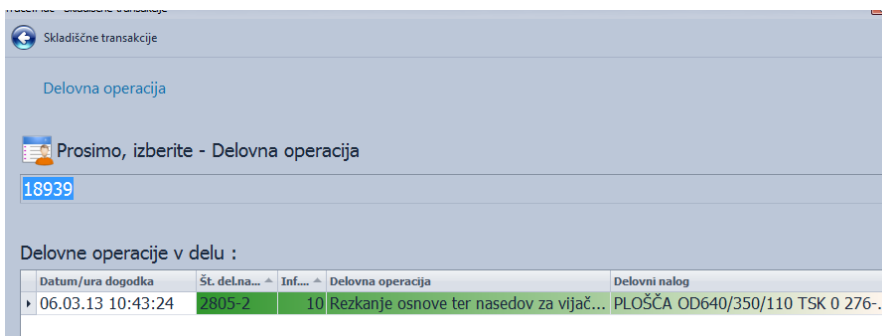 Skladiščne transakcije
Delovna operacija
Prosimo, izberite - Delovna operacija
18939
Delovne operacije v delu :
Datum/ura dogodka Št. del.na... Inf.... Delovna operacija Delovni nalog
06.03.13 10:43:24 2805-2 10 Rezkanje osnove ter nasedov za vijač... PLOŠČA OD640/350/110 TSK 0 276-.